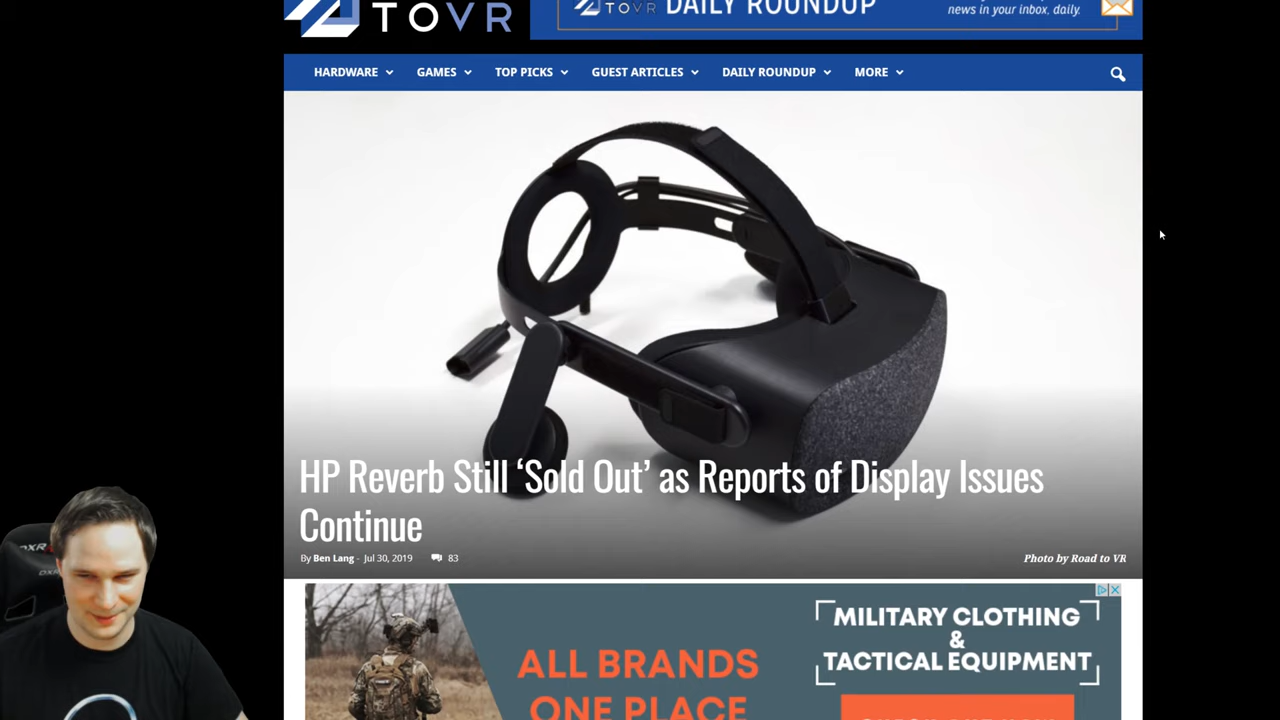 TOVR
TOVR DAILY ROUNDUP
news in your inbox, daily.
HARDWARE GAMES TOP PICKS GUEST ARTICLES DAILY ROUNDUP MORE
HP Reverb Still ‘Sold Out’ as Reports of Display Issues
Continue
By Ben Lang - Jul 30, 2019 83
Photo by Road to VR
MILITARY CLOTHING
&
TACTICAL EQUIPMENT
ALL BRANDS
ONE PLACE
DXR